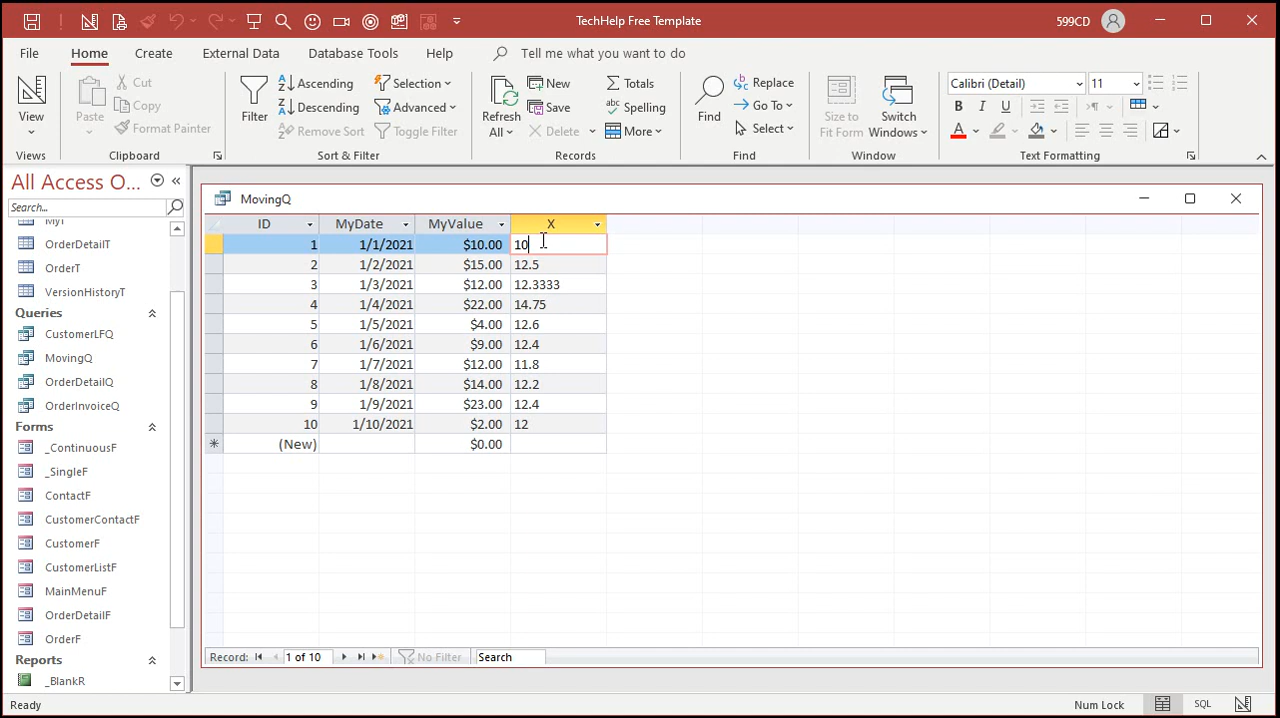 TechHelp Free Template
599CD
File Home Create External Data Database Tools Help Tell me what you want to do
View
Views
Paste
Cut
Copy
Format Painter
Clipboard
Filter
Ascending
Descending
Remove Sort
Selection
Advanced
Toggle Filter
Sort & Filter
Refresh
All
New
Save
Delete
Totals
Spelling
More
Records
Find
Replace
Go To
Select
Find
Size to
Fit Form
Switch
Windows
Window
Calibri (Detail) 11
B I U
A
Text Formatting
All Access O...
Search...
MyT
OrderDetailT
OrderT
VersionHistoryT
Queries
CustomerLFQ
MovingQ
OrderDetailQ
OrderInvoiceQ
Forms
_ContinuousF
_SingleF
ContactF
CustomerContactF
CustomerF
CustomerListF
MainMenuF
OrderDetailF
OrderF
Reports
_BlankR
MovingQ
ID MyDate MyValue X
1 1/1/2021 $10.00 10
2 1/2/2021 $15.00 12.5
3 1/3/2021 $12.00 12.3333
4 1/4/2021 $22.00 14.75
5 1/5/2021 $4.00 12.6
6 1/6/2021 $9.00 12.4
7 1/7/2021 $12.00 11.8
8 1/8/2021 $14.00 12.2
9 1/9/2021 $23.00 12.4
10 1/10/2021 $2.00 12
(New) $0.00
Record: 1 of 10 No Filter Search
Ready
Num Lock
SQL